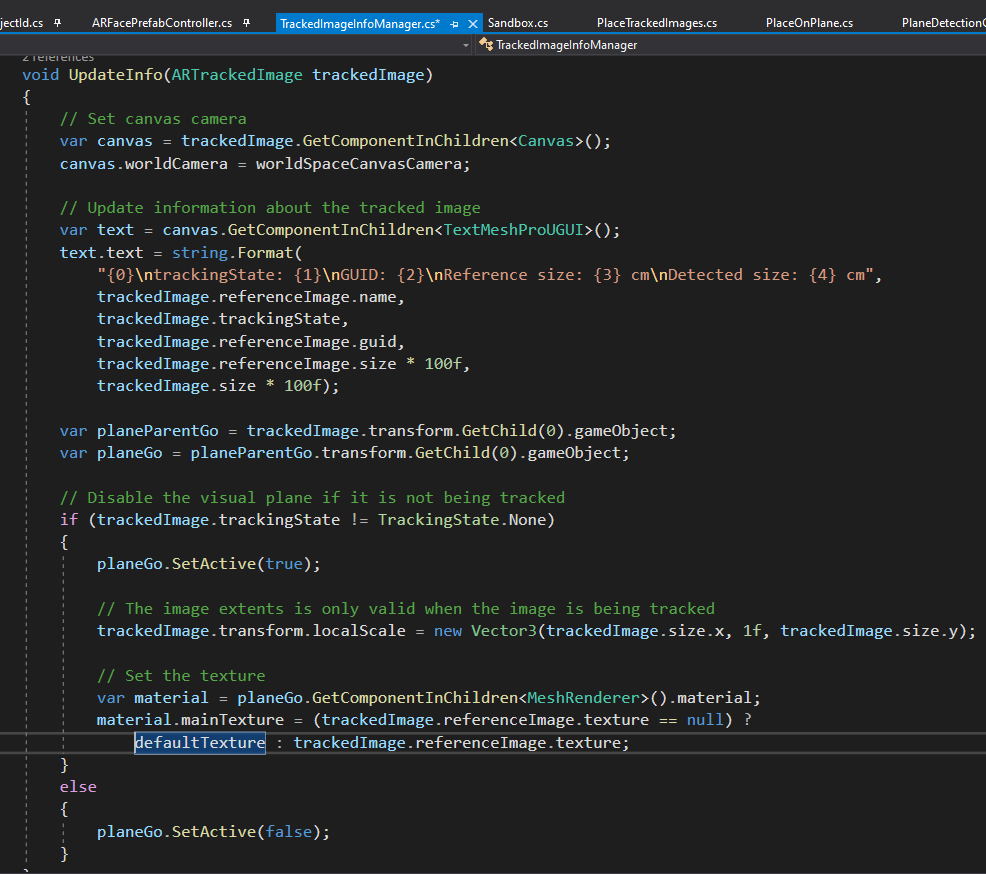 jectId.cs
ARFacePrefabController.cs
TrackedImageInfoManager.cs*
Sandbox.cs
PlaceTrackedImages.cs
PlaceOnPlane.cs
PlaneDetectionC
TrackedImageInfoManager
2 references
void UpdateInfo(ARTrackedImage trackedImage)
{
// Set canvas camera
var canvas = trackedImage.GetComponentInChildren<Canvas>();
canvas.worldCamera = worldSpaceCanvasCamera;
// Update information about the tracked image
var text = canvas.GetComponentInChildren<TextMeshProUGUI>();
text.text = string.Format(
"{0}\ntrackingState: {1}\nGUID: {2}\nReference size: {3} cm\nDetected size: {4} cm",
trackedImage.referenceImage.name,
trackedImage.trackingState,
trackedImage.referenceImage.guid,
trackedImage.referenceImage.size * 100f,
trackedImage.size * 100f);
var planeParentGo = trackedImage.transform.GetChild(0).gameObject;
var planeGo = planeParentGo.transform.GetChild(0).gameObject;
// Disable the visual plane if it is not being tracked
if (trackedImage.trackingState != TrackingState.None)
{
planeGo.SetActive(true);
// The image extents is only valid when the image is being tracked
trackedImage.transform.localScale = new Vector3(trackedImage.size.x, 1f, trackedImage.size.y);
// Set the texture
var material = planeGo.GetComponentInChildren<MeshRenderer>().material;
material.mainTexture = (trackedImage.referenceImage.texture == null) ?
defaultTexture : trackedImage.referenceImage.texture;
}
else
{
planeGo.SetActive(false);
}